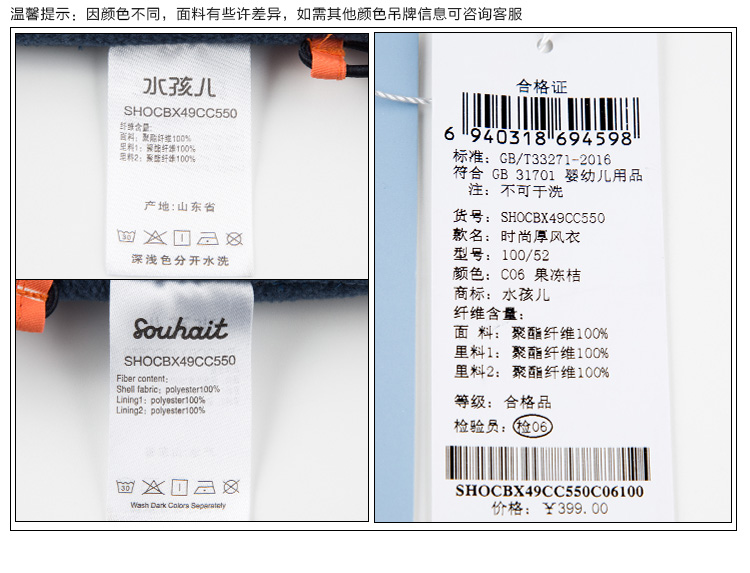 温馨提示：因颜色不同，面料有些许差异，如需其他颜色吊牌信息可咨询客服
水孩儿
SHOCBX49CC550
纤维含量:
面料: 聚酯纤维100%
里料1: 聚酯纤维100%
里料2: 聚酯纤维100%
产地:山东省
30
深浅色分开水洗
Souhait
SHOCBX49CC550
Fiber content:
Shell fabric: polyester100%
Lining1: polyester100%
Lining2: polyester100%
30
Wash Dark Colors Separately
合格证
6 940318 694598
标准: GB/T33271-2016
符合 GB 31701 婴幼儿用品
注: 不可干洗
货号: SHOCBX49CC550
款名: 时尚厚风衣
型号: 100/52
颜色: C06 果冻桔
商标: 水孩儿
纤维含量:
面 料: 聚酯纤维100%
里料1: 聚酯纤维100%
里料2: 聚酯纤维100%
等级: 合格品
检验员: 检06
SHOCBX49CC550C06100
价格: ￥399.00